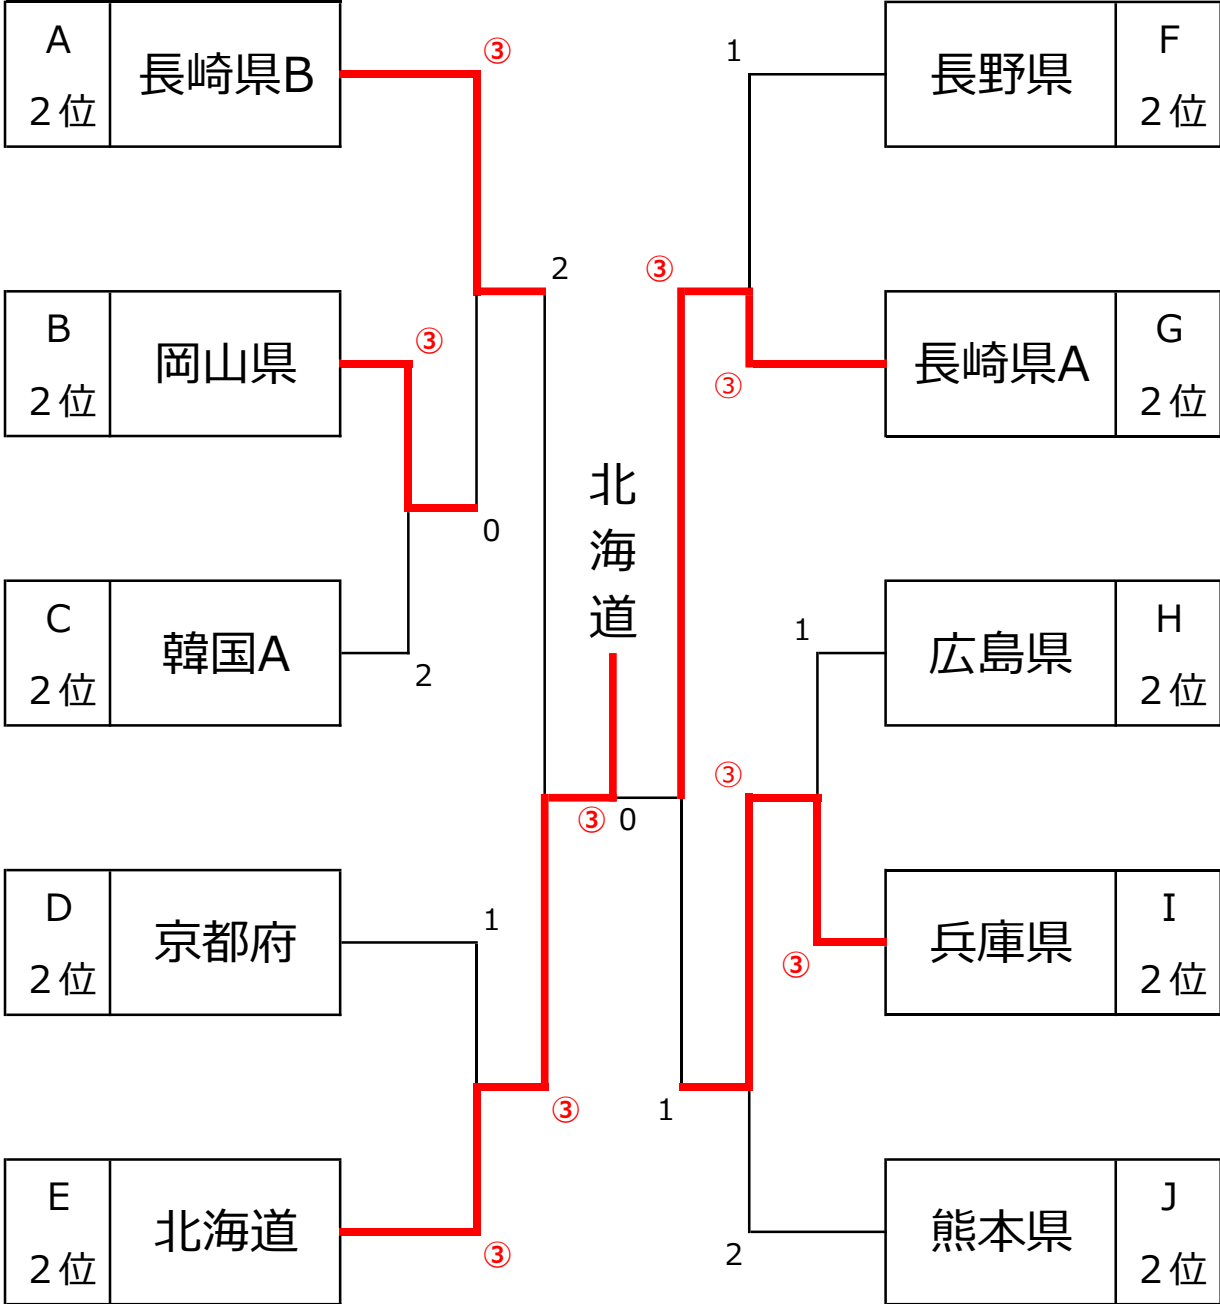 A
2位
長崎県B
③
B
2位
岡山県
③
2
0
C
2位
韓国A
2
D
2位
京都府
1
③
E
2位
北海道
③
北
海
道
③
0
1
長野県
F
2位
③
③
長崎県A
G
2位
1
広島県
H
2位
③
③
兵庫県
I
2位
1
2
熊本県
J
2位